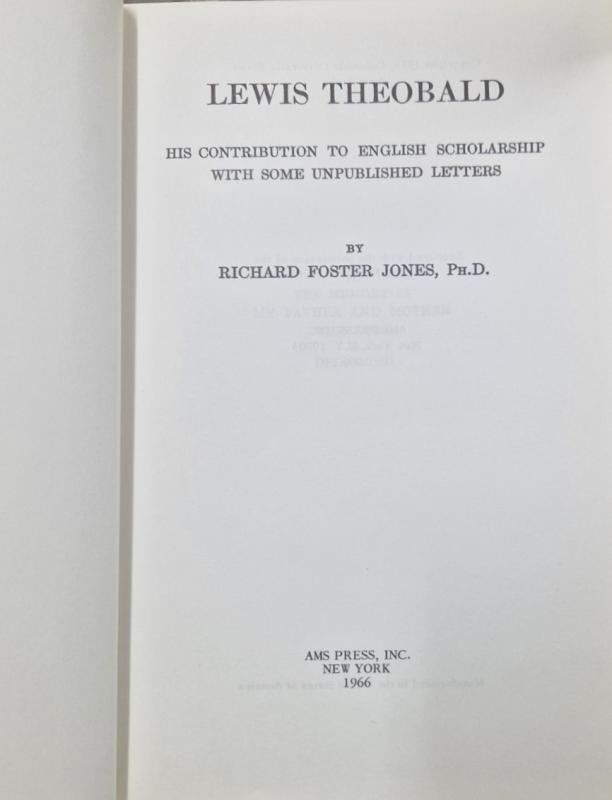 LEWIS THEOBALD
HIS CONTRIBUTION TO ENGLISH SCHOLARSHIP
WITH SOME UNPUBLISHED LETTERS
BY
RICHARD FOSTER JONES, PH.D.
AMS PRESS, INC.
NEW YORK
1966